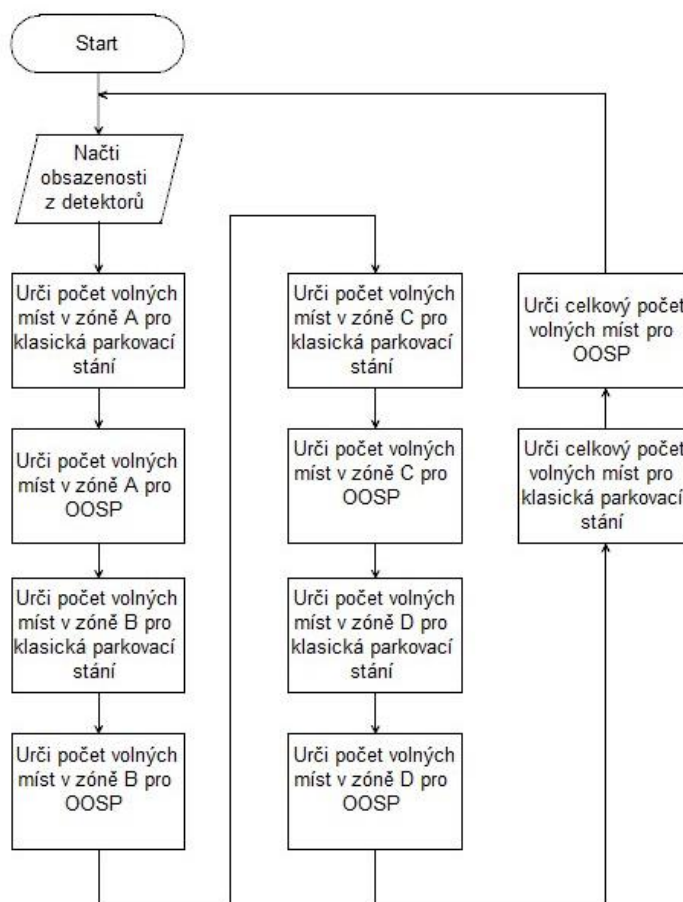 Start
Načti
obsazenosti
z detektorů
Urči počet volných
míst v zóně A pro
klasická parkovací
stání
Urči počet volných
míst v zóně A pro
OOSP
Urči počet volných
míst v zóně B pro
klasická parkovací
stání
Urči počet volných
míst v zóně B pro
OOSP
Urči počet volných
míst v zóně C pro
klasická parkovací
stání
Urči počet volných
míst v zóně C pro
OOSP
Urči počet volných
míst v zóně D pro
klasická parkovací
stání
Urči počet volných
míst v zóně D pro
OOSP
Urči celkový počet
volných míst pro
klasická parkovací
stání
Urči celkový počet
volných míst pro
OOSP